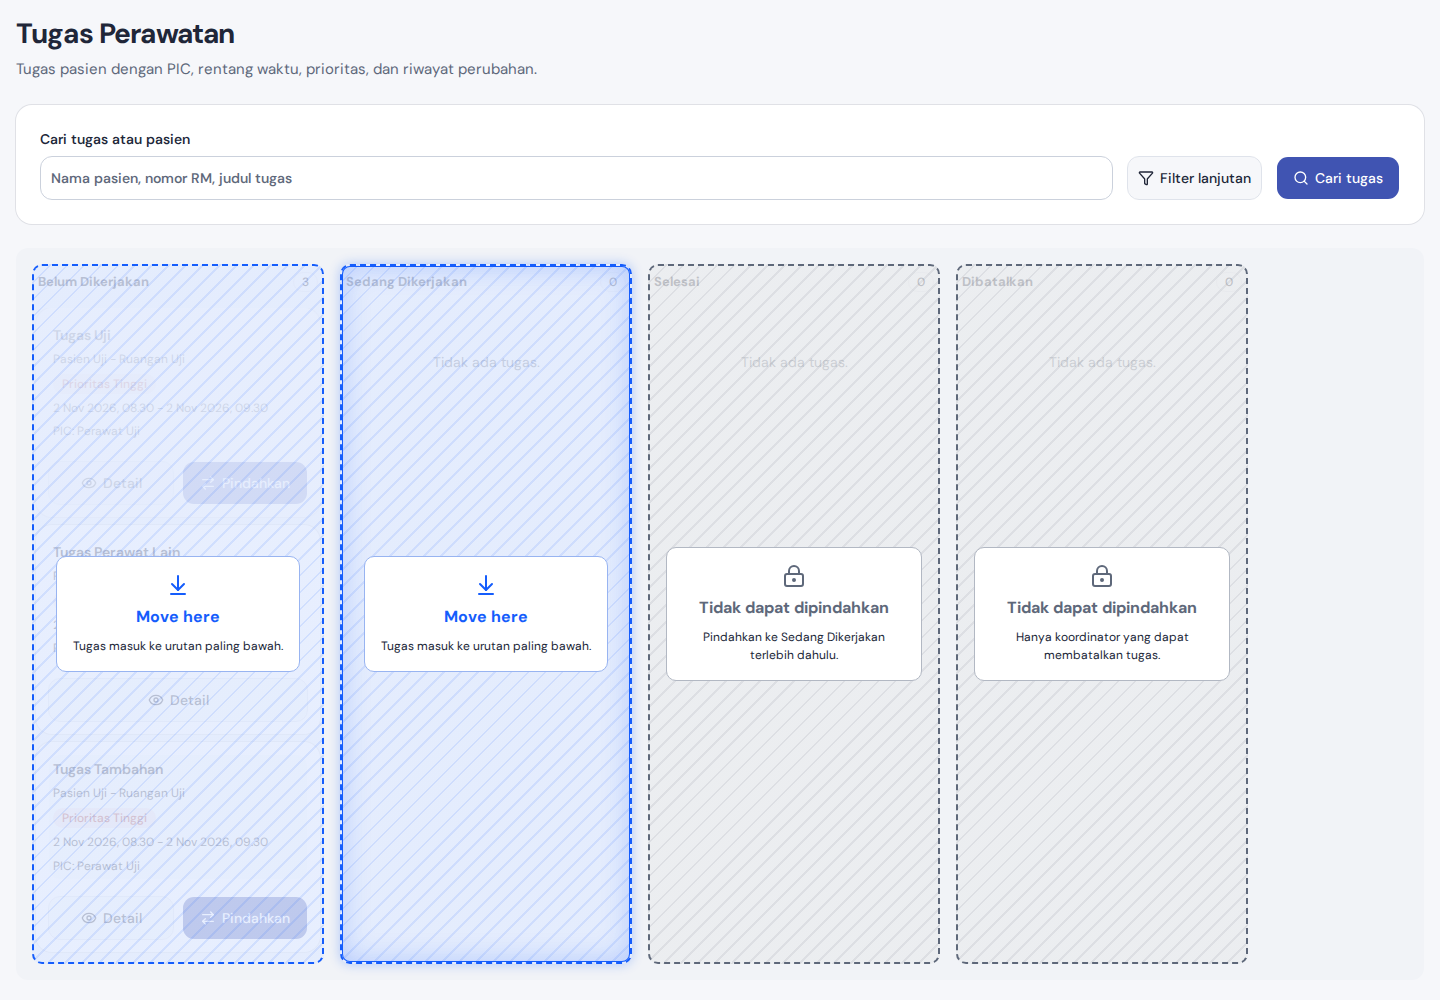 Tugas Perawatan
Tugas pasien dengan PIC, rentang waktu, prioritas, dan riwayat perubahan.
Cari tugas atau pasien
Nama pasien, nomor RM, judul tugas
Filter lanjutan
Cari tugas
Belum Dikerjakan 3
Tugas Uji
Pasien Uji - Ruangan Uji
Prioritas Tinggi
2 Nov 2026, 08.30 - 2 Nov 2026, 09.30
PIC: Perawat Uji
Detail
Pindahkan
Tugas Perawat Lain
Move here
Tugas masuk ke urutan paling bawah.
Detail
Tugas Tambahan
Pasien Uji - Ruangan Uji
Prioritas Tinggi
2 Nov 2026, 08.30 - 2 Nov 2026, 09.30
PIC: Perawat Uji
Detail
Pindahkan
Sedang Dikerjakan 0
Tidak ada tugas.
Move here
Tugas masuk ke urutan paling bawah.
Selesai 0
Tidak ada tugas.
Tidak dapat dipindahkan
Pindahkan ke Sedang Dikerjakan
terlebih dahulu.
Dibatalkan 0
Tidak ada tugas.
Tidak dapat dipindahkan
Hanya koordinator yang dapat
membatalkan tugas.